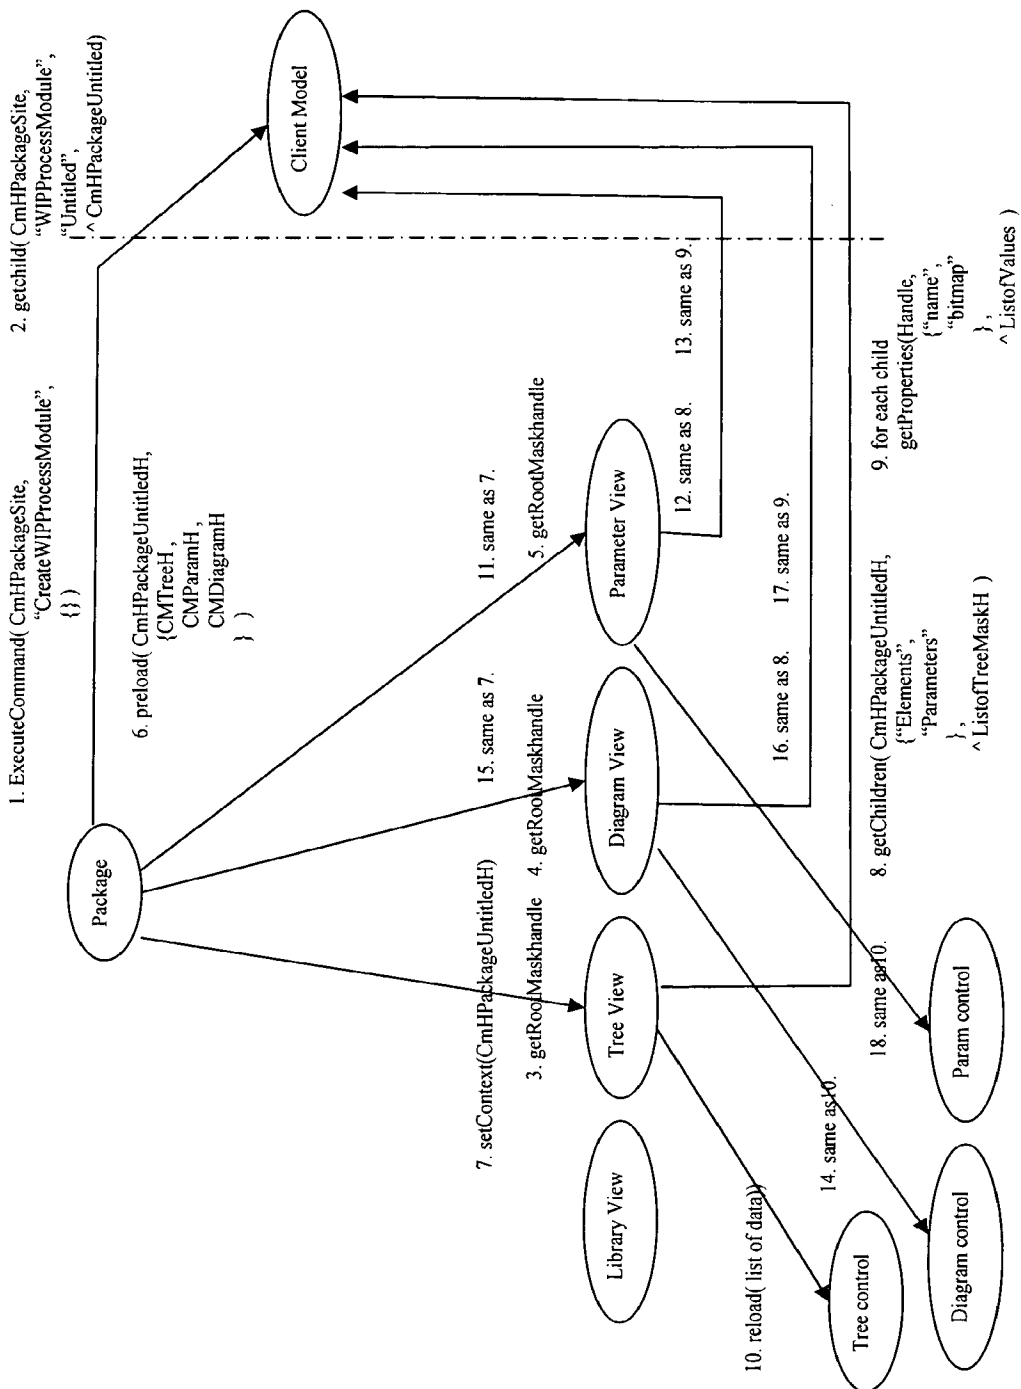 1. ExecuteCommand( CmHPackageSite,
“CreateWIPProcessModule”,
{} )
2. getchild( CmHPackageSite,
“WIPProcessModule”,
“Untitled”,
^ CmHPackageUntitled)
Package
Client Model
6. preload( CmHPackageUntitledH,
{CMTreeH ,
CMParamH ,
CMDiagramH
} )
7. setContext(CmHPackageUntitledH)
15. same as 7.
11. same as 7.
3. getRootMaskhandle
4. getRootMaskhandle
5. getRootMaskhandle
Library View
Tree View
Diagram View
Parameter View
12. same as 8.
13. same as 9.
16. same as 8.
17. same as 9.
10. reload( list of data))
14. same as10.
18. same as10.
8. getChildren( CmHPackageUntitledH,
{“Elements”,
“Parameters”
},
^ ListofTreeMaskH )
9. for each child
getProperties(Handle,
{“name”,
“bitmap”
} ,
^ ListofValues )
Tree control
Diagram control
Param control